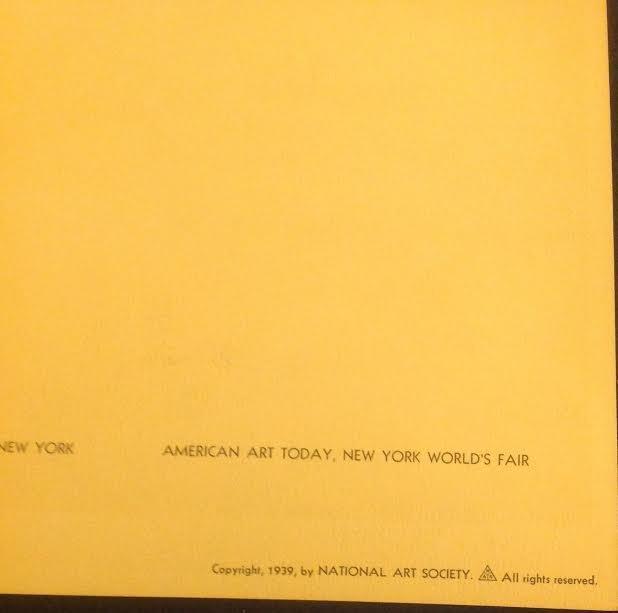 NEW YORK AMERICAN ART TODAY, NEW YORK WORLD'S FAIR
Copyright, 1939, by NATIONAL ART SOCIETY. All rights reserved.